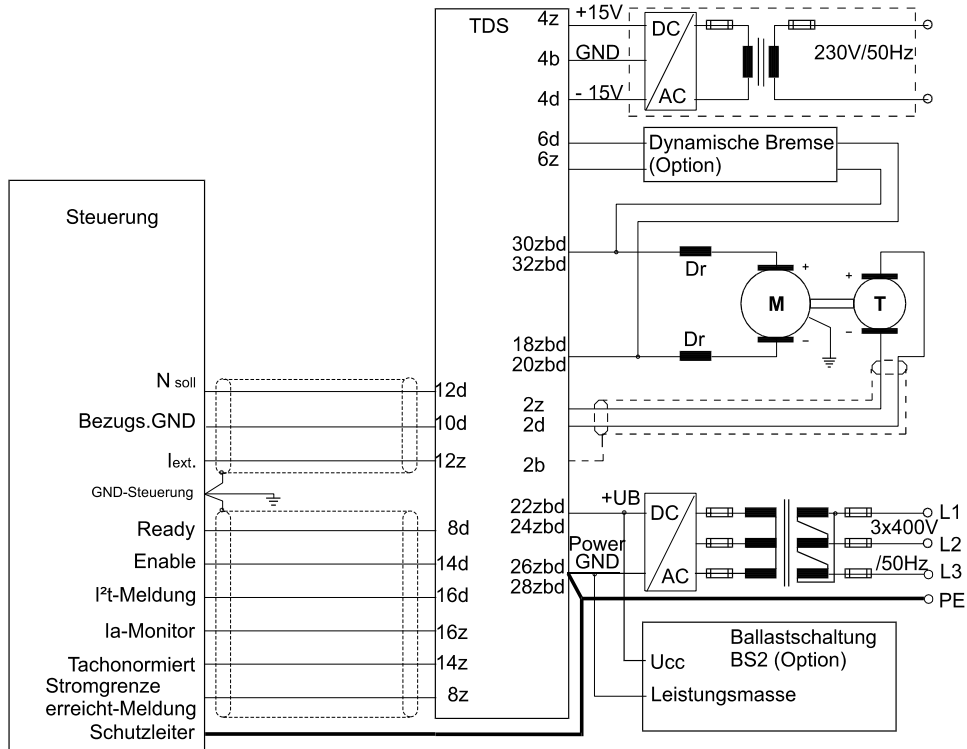 TDS
4z
+15V
4b
GND
4d
- 15V
DC
AC
230V/50Hz
6d
6z
Dynamische Bremse
(Option)
Steuerung
30zbd
32zbd
Dr
+
M
-
+
T
-
18zbd
20zbd
Dr
N soll
12d
Bezugs.GND
10d
Iext.
12z
GND-Steuerung
2z
2d
2b
Ready
8d
Enable
14d
I²t-Meldung
16d
Ia-Monitor
16z
Tachonormiert
14z
Stromgrenze
erreicht-Meldung
8z
Schutzleiter
22zbd
24zbd
+UB
Power
GND
26zbd
28zbd
DC
AC
L1
3x400V
L2
/50Hz
L3
PE
Ballastschaltung
BS2 (Option)
Ucc
Leistungsmasse